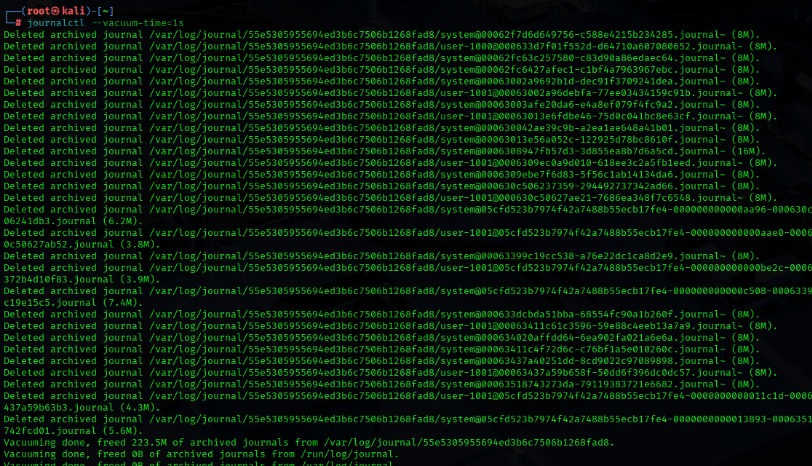 ┌──(root㉿kali)-[~]
└─# journalctl --vacuum-time=1s
Deleted archived journal /var/log/journal/55e5305955694ed3b6c7506b1268fad8/system@00062f7d6d649756-c588e4215b234285.journal~ (8M).
Deleted archived journal /var/log/journal/55e5305955694ed3b6c7506b1268fad8/user-1000@000633d7f01f552d-d64710a607080652.journal~ (8M).
Deleted archived journal /var/log/journal/55e5305955694ed3b6c7506b1268fad8/system@00062fc63c257580-c83d90a86edaec64.journal~ (8M).
Deleted archived journal /var/log/journal/55e5305955694ed3b6c7506b1268fad8/system@00062fc6427afec1-c1bf4a7963967ebc.journal~ (8M).
Deleted archived journal /var/log/journal/55e5305955694ed3b6c7506b1268fad8/system@00063002a9692b1d-dec91f3709241dea.journal~ (8M).
Deleted archived journal /var/log/journal/55e5305955694ed3b6c7506b1268fad8/user-1001@00063002a96debfa-77ee03434159c91b.journal~ (8M).
Deleted archived journal /var/log/journal/55e5305955694ed3b6c7506b1268fad8/system@00063003afe20da6-e4a8ef079f4fc9a2.journal~ (8M).
Deleted archived journal /var/log/journal/55e5305955694ed3b6c7506b1268fad8/user-1001@00063013e6fdbe46-75d0c041bc8e63cf.journal~ (8M).
Deleted archived journal /var/log/journal/55e5305955694ed3b6c7506b1268fad8/system@000630042ae39c9b-a2ea1ae648a41b01.journal~ (8M).
Deleted archived journal /var/log/journal/55e5305955694ed3b6c7506b1268fad8/system@00063013e56a052c-122925d78bc8610f.journal~ (8M).
Deleted archived journal /var/log/journal/55e5305955694ed3b6c7506b1268fad8/system@0006308947fb57d3-3d855ea8b7d6a5cd.journal~ (16M).
Deleted archived journal /var/log/journal/55e5305955694ed3b6c7506b1268fad8/user-1001@0006309ec0a9d010-618ee3c2a5fb1eed.journal~ (8M).
Deleted archived journal /var/log/journal/55e5305955694ed3b6c7506b1268fad8/system@0006309ebe7f6d83-5f56c1ab14134da6.journal~ (8M).
Deleted archived journal /var/log/journal/55e5305955694ed3b6c7506b1268fad8/system@000630c506237359-294492737342ad66.journal~ (8M).
Deleted archived journal /var/log/journal/55e5305955694ed3b6c7506b1268fad8/user-1001@000630c50627ae21-7686ea348f7c6548.journal~ (8M).
Deleted archived journal /var/log/journal/55e5305955694ed3b6c7506b1268fad8/system@05cfd523b7974f42a7488b55ecb17fe4-000000000000aa96-000630c
06241db3.journal (6.2M).
Deleted archived journal /var/log/journal/55e5305955694ed3b6c7506b1268fad8/user-1001@05cfd523b7974f42a7488b55ecb17fe4-000000000000aae0-0006
0c50627ab52.journal (3.8M).
Deleted archived journal /var/log/journal/55e5305955694ed3b6c7506b1268fad8/system@00063399c19cc538-a76e22dc1ca8d2e9.journal~ (8M).
Deleted archived journal /var/log/journal/55e5305955694ed3b6c7506b1268fad8/user-1001@05cfd523b7974f42a7488b55ecb17fe4-000000000000be2c-0006
372b4d10f83.journal (3.9M).
Deleted archived journal /var/log/journal/55e5305955694ed3b6c7506b1268fad8/system@05cfd523b7974f42a7488b55ecb17fe4-000000000000c508-0006339
c19e15c5.journal (7.4M).
Deleted archived journal /var/log/journal/55e5305955694ed3b6c7506b1268fad8/system@000633dcbda51bba-68554fc90a1b260f.journal~ (8M).
Deleted archived journal /var/log/journal/55e5305955694ed3b6c7506b1268fad8/user-1001@00063411c61c3596-59e88c4eeb13a7a9.journal~ (8M).
Deleted archived journal /var/log/journal/55e5305955694ed3b6c7506b1268fad8/system@000634020affdd64-6ea902fa021a6e6a.journal~ (8M).
Deleted archived journal /var/log/journal/55e5305955694ed3b6c7506b1268fad8/system@00063411c4f72d6c-c76bf1a5e010260c.journal~ (8M).
Deleted archived journal /var/log/journal/55e5305955694ed3b6c7506b1268fad8/system@00063437a40251dd-8cd9022c97089898.journal~ (8M).
Deleted archived journal /var/log/journal/55e5305955694ed3b6c7506b1268fad8/user-1001@00063437a59b658f-50dd6f396dc0dc57.journal~ (8M).
Deleted archived journal /var/log/journal/55e5305955694ed3b6c7506b1268fad8/system@00063518743273da-79119383721e6682.journal~ (8M).
Deleted archived journal /var/log/journal/55e5305955694ed3b6c7506b1268fad8/user-1001@05cfd523b7974f42a7488b55ecb17fe4-0000000000011c1d-0006
437a59b63b3.journal (4.3M).
Deleted archived journal /var/log/journal/55e5305955694ed3b6c7506b1268fad8/system@05cfd523b7974f42a7488b55ecb17fe4-0000000000013893-0006351
742fcd01.journal (5.6M).
Vacuuming done, freed 223.5M of archived journals from /var/log/journal/55e5305955694ed3b6c7506b1268fad8.
Vacuuming done, freed 0B of archived journals from /run/log/journal.
Vacuuming done, freed 0B of archived journals from /var/log/journal.